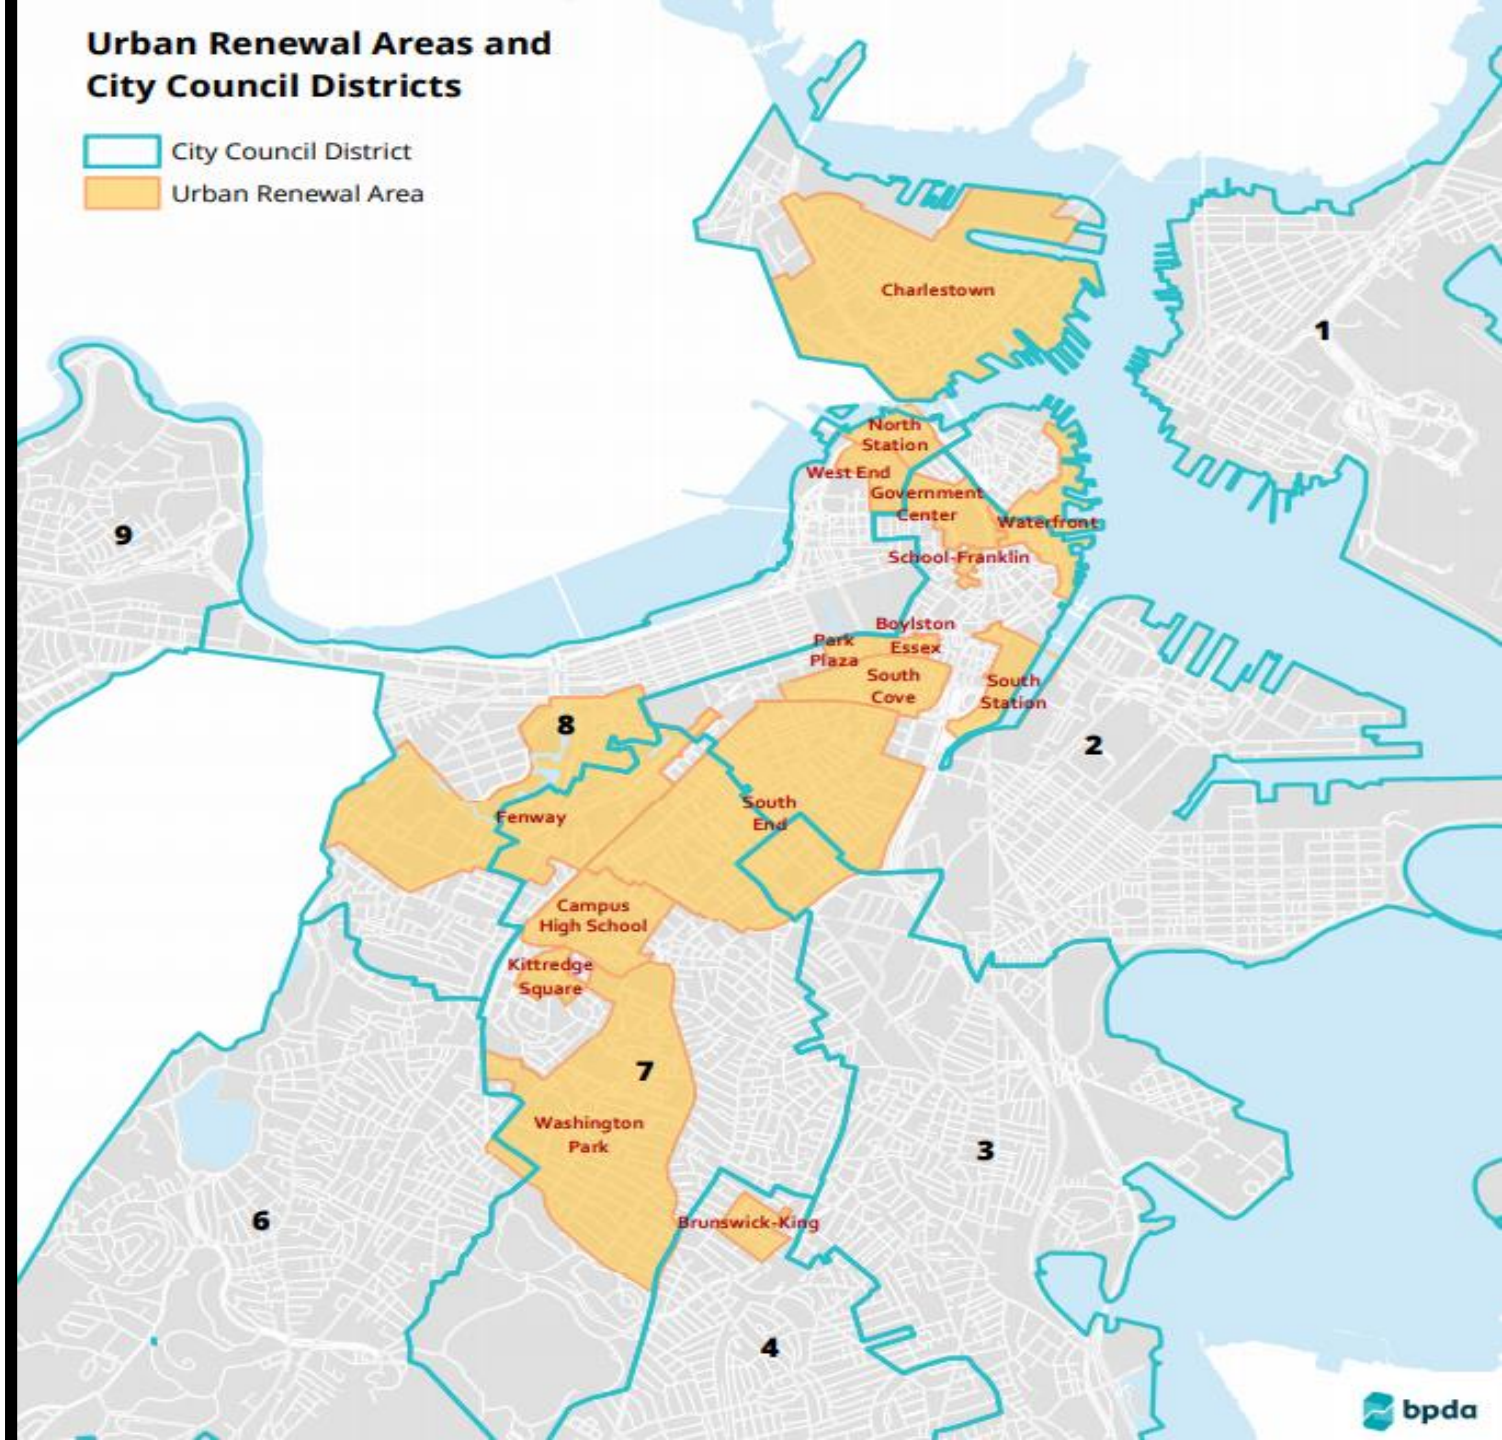 Urban Renewal Areas and
City Council Districts
City Council District
Urban Renewal Area
Charlestown
1
North
Station
West End
Government
Center
Waterfront
9
School-Franklin
Boylston
Essex
Park
Plaza
South
Cove
South
Station
8
2
South
End
Fenway
Campus
High School
Kittredge
Square
7
Washington
Park
3
6
Brunswick-King
4
bpda